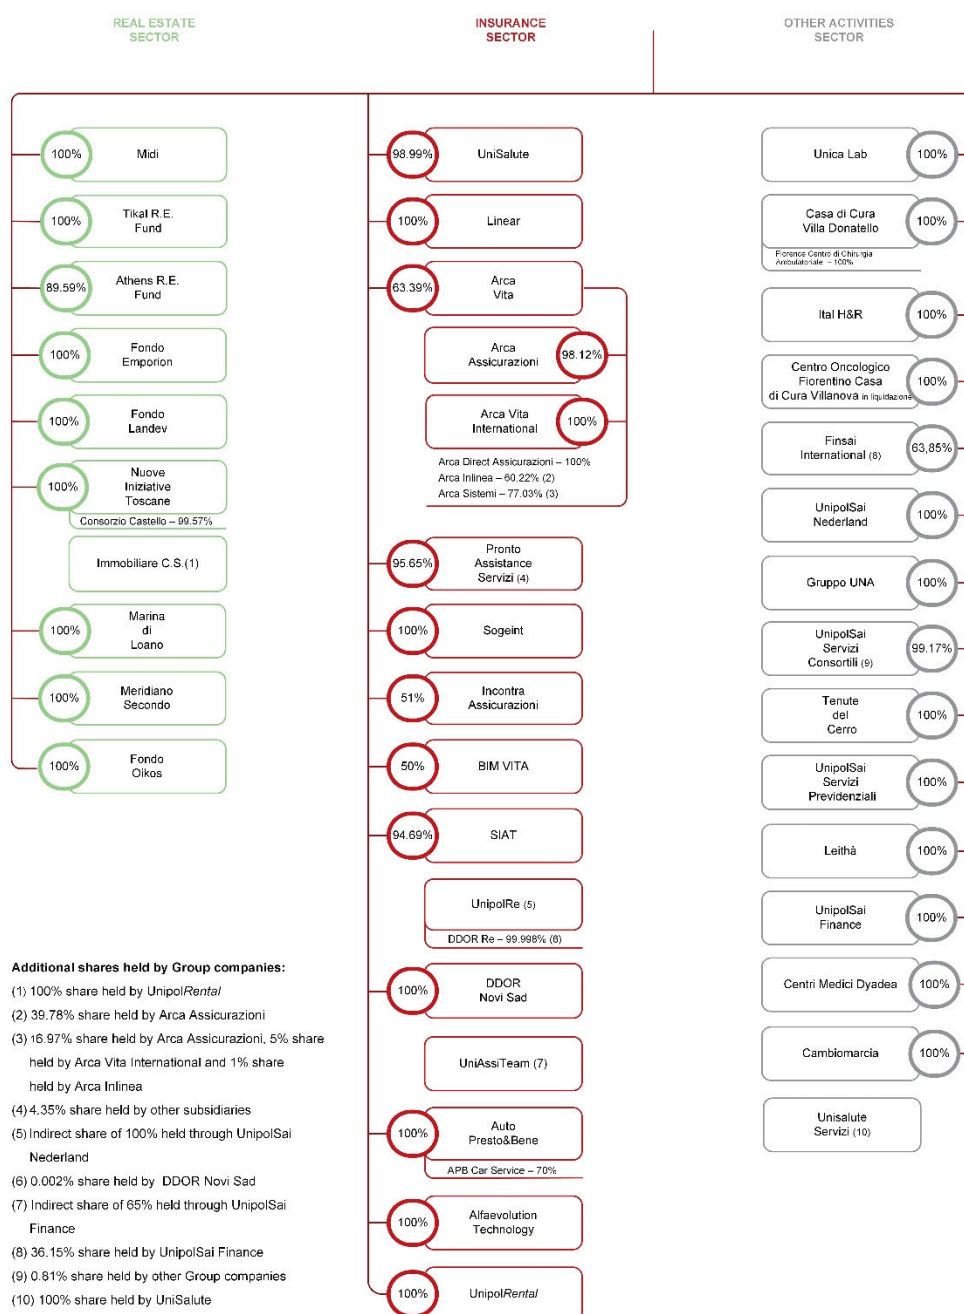 REAL ESTATE
SECTOR
100%
Midi
100%
Tikal R.E.
Fund
89.59%
Athens R.E.
Fund
100%
Fondo
Emporion
100%
Fondo
Landev
100%
Nuove
Iniziative
Toscane
Consorzio Castello – 99.57%
Immobiliare C.S.(1)
100%
Marina
di
Loano
100%
Meridiano
Secondo
100%
Fondo
Oikos
INSURANCE
SECTOR
98.99%
UniSalute
100%
Linear
63.39%
Arca
Vita
Arca
Assicurazioni
98.12%
Arca Vita
International
100%
Arca Direct Assicurazioni – 100%
Arca Inlinea – 60.22% (2)
Arca Sistemi – 77.03% (3)
95.65%
Pronto
Assistance
Servizi (4)
100%
Sogeint
51%
Incontra
Assicurazioni
50%
BIM VITA
94.69%
SIAT
UnipolRe (5)
DDOR Re – 99.998% (6)
100%
DDOR
Novi Sad
UniAssiTeam (7)
100%
Auto
Presto&Bene
APB Car Service – 70%
100%
Alfaevolution
Technology
100%
UnipolRental
OTHER ACTIVITIES
SECTOR
Unica Lab
100%
Casa di Cura
Villa Donatello
100%
Florence Centro di Chirurgia
Ambulatoriale – 100%
Ital H&R
100%
Centro Oncologico
Fiorentino Casa
di Cura Villanova in liquidazione
100%
Finsai
International (8)
63,85%
UnipolSai
Nederland
100%
Gruppo UNA
100%
UnipolSai
Servizi
Consortili (9)
99.17%
Tenute
del
Cerro
100%
UnipolSai
Servizi
Previdenziali
100%
Leithà
100%
UnipolSai
Finance
100%
Centri Medici Dyadea
100%
Cambiomarcia
100%
Unisalute
Servizi (10)
Additional shares held by Group companies:
(1) 100% share held by UnipolRental
(2) 39.78% share held by Arca Assicurazioni
(3) 16.97% share held by Arca Assicurazioni, 5% share
held by Arca Vita International and 1% share
held by Arca Inlinea
(4) 4.35% share held by other subsidiaries
(5) Indirect share of 100% held through UnipolSai
Nederland
(6) 0.002% share held by DDOR Novi Sad
(7) Indirect share of 65% held through UnipolSai
Finance
(8) 36.15% share held by UnipolSai Finance
(9) 0.81% share held by other Group companies
(10) 100% share held by UniSalute